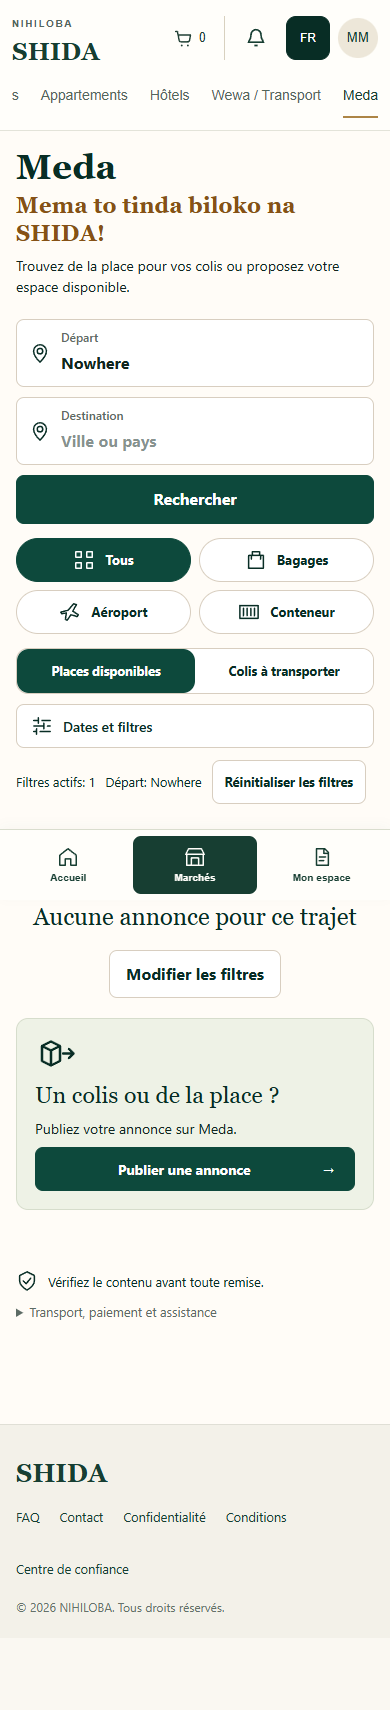 NIHILOBA
SHIDA
0
FR
MM
s Appartements Hôtels Wewa / Transport Meda
Meda
Mema to tinda biloko na
SHIDA!
Trouvez de la place pour vos colis ou proposez votre
espace disponible.
Départ
Nowhere
Destination
Ville ou pays
Rechercher
Tous
Bagages
Aéroport
Conteneur
Places disponibles
Colis à transporter
Dates et filtres
Filtres actifs: 1 Départ: Nowhere Réinitialiser les filtres
Accueil
Marchés
Mon espace
Aucune annonce pour ce trajet
Modifier les filtres
Un colis ou de la place ?
Publiez votre annonce sur Meda.
Publier une annonce →
Vérifiez le contenu avant toute remise.
Transport, paiement et assistance
SHIDA
FAQ Contact Confidentialité Conditions
Centre de confiance
© 2026 NIHILOBA. Tous droits réservés.